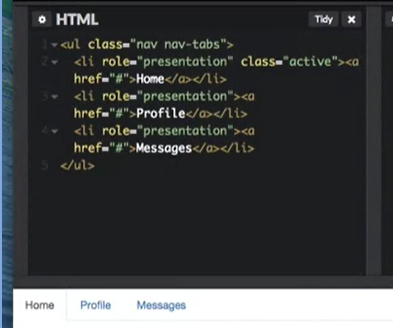 HTML
Tidy
1 <ul class="nav nav-tabs">
2 <li role="presentation" class="active"><a
href="#">Home</a></li>
3 <li role="presentation"><a
href="#">Profile</a></li>
4 <li role="presentation"><a
href="#">Messages</a></li>
5 </ul>
Home Profile Messages